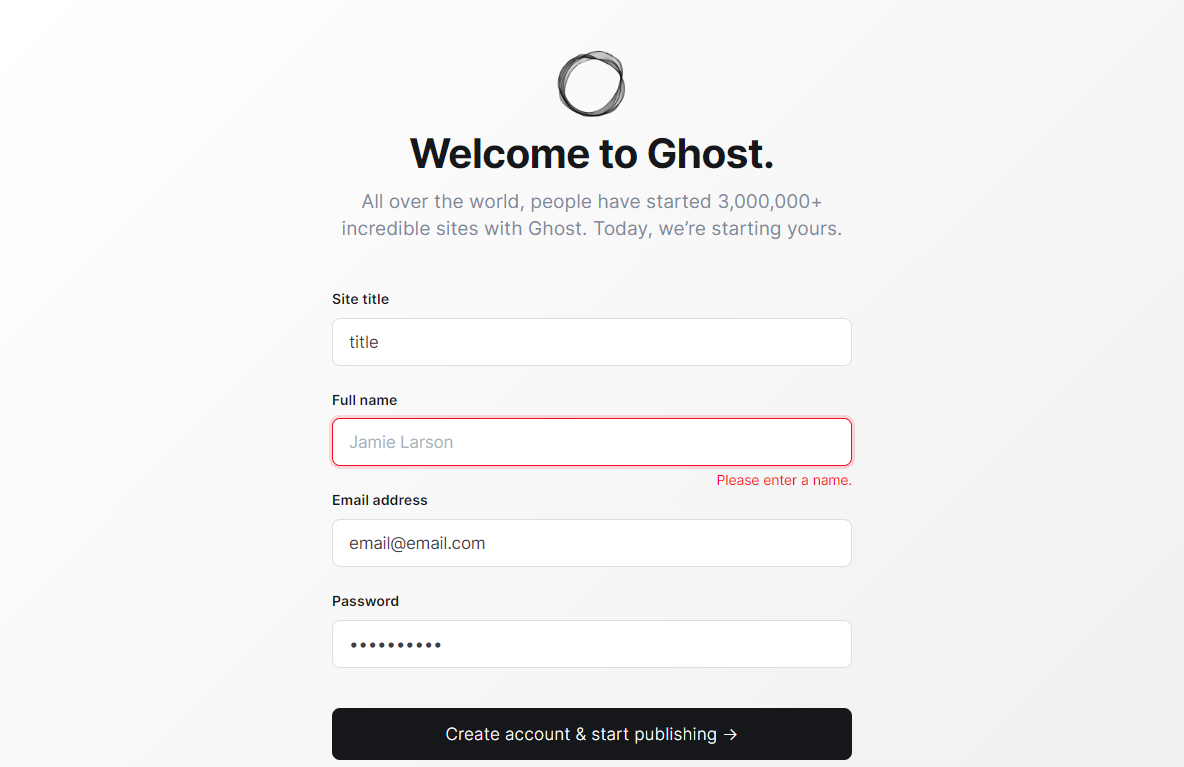 Welcome to Ghost.
All over the world, people have started 3,000,000+
incredible sites with Ghost. Today, we’re starting yours.
Site title
title
Full name
Jamie Larson
Please enter a name.
Email address
email@email.com
Password
••••••••••
Create account & start publishing →